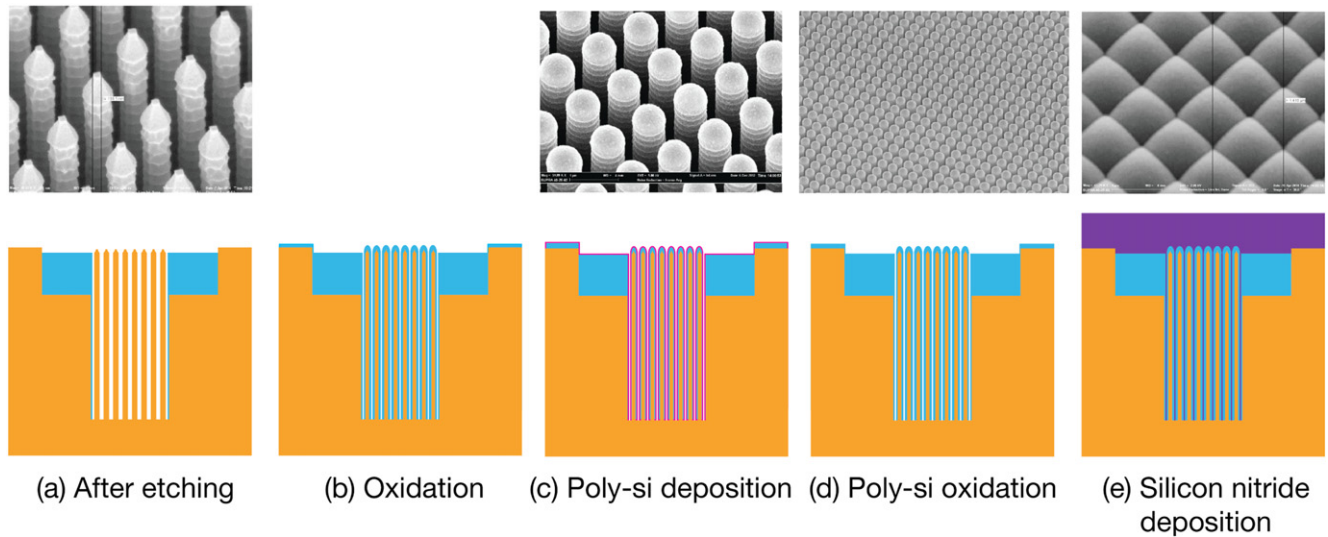 (a) After etching
(b) Oxidation
(c) Poly-si deposition
(d) Poly-si oxidation
(e) Silicon nitride
deposition